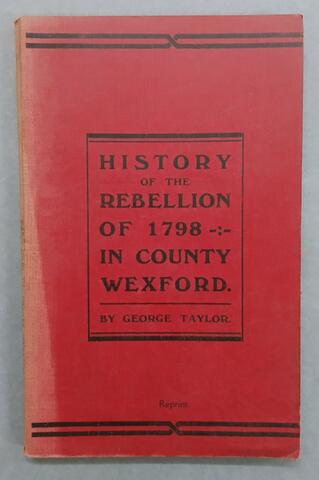 HISTORY
OF THE
REBELLION
OF 1798 -:-
IN COUNTY
WEXFORD.
BY GEORGE TAYLOR.
Reprint.